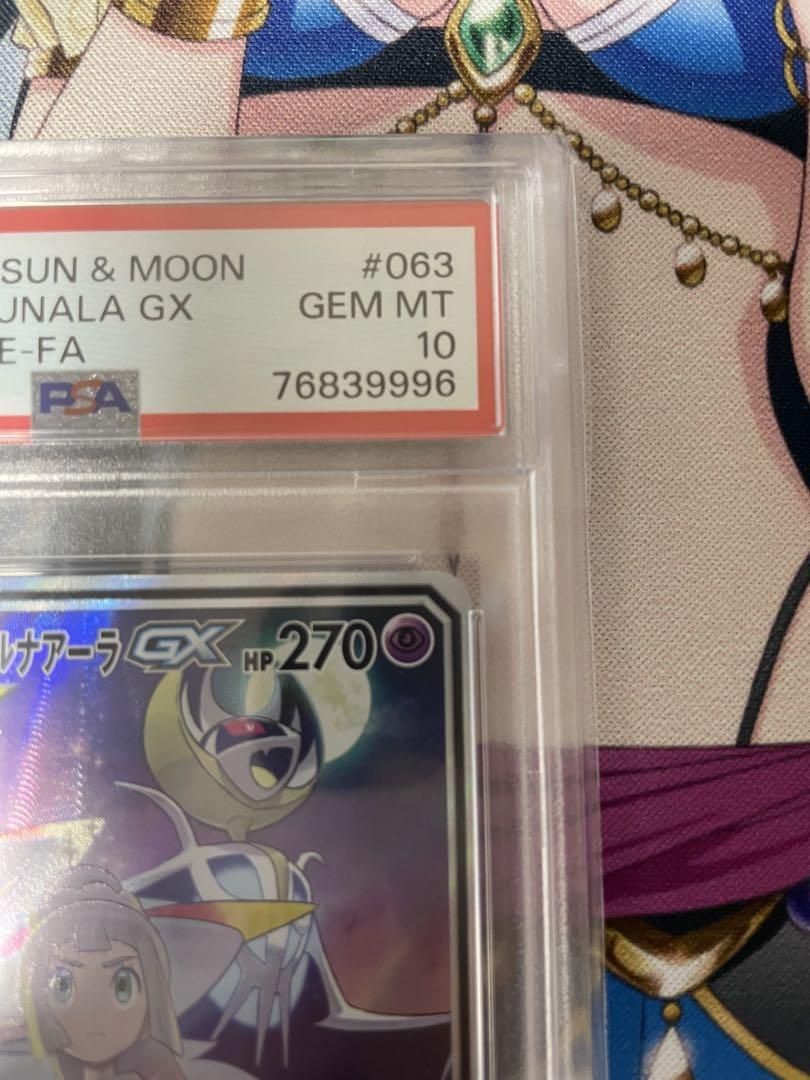 SUN & MOON #063
UNALA GX GEM MT
E-FA 10
PSA 76839996
ルナアーラ GX HP 270